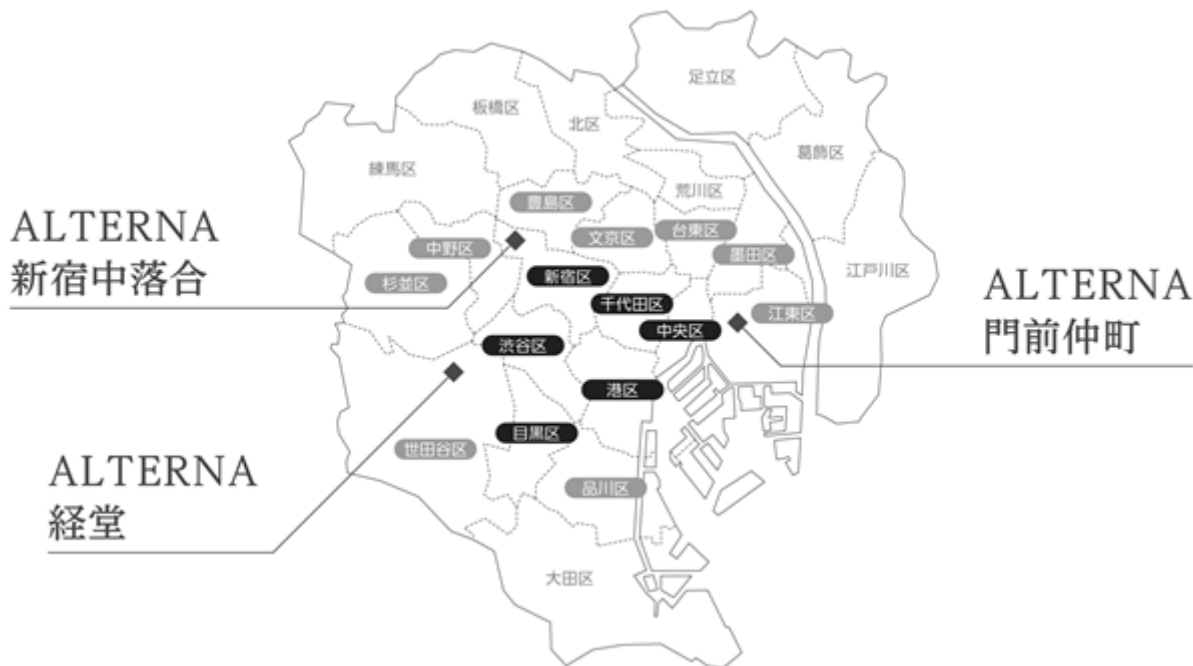 足立区
板橋区
北区
葛飾区
練馬区
荒川区
豊島区
文京区
台東区
ALTERNA
新宿中落合
中野区
墨田区
杉並区
新宿区
江戸川区
千代田区
江東区
ALTERNA
門前仲町
中央区
渋谷区
港区
目黒区
世田谷区
ALTERNA
経堂
品川区
大田区